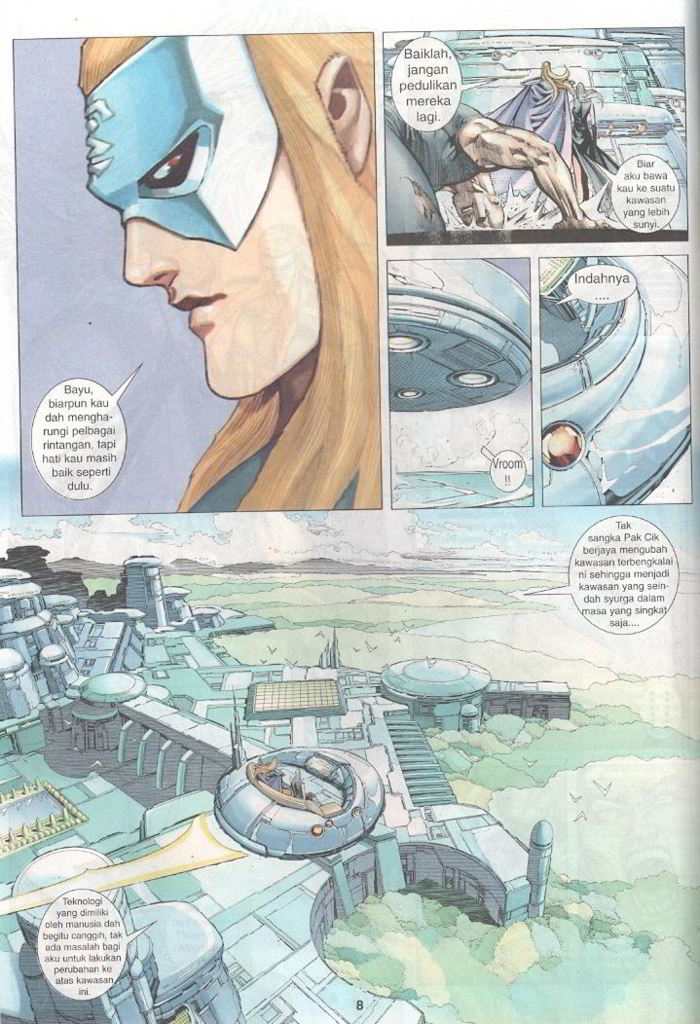 Bayu,
biarpun kau
dah mengha-
rungi pelbagai
rintangan, tapi
hati kau masih
baik seperti
dulu.
Baiklah,
jangan
pedulikan
mereka
lagi.
Biar
aku bawa
kau ke suatu
kawasan
yang lebih
sunyi.
Vroom
!!
Indahnya
....
Tak
sangka Pak Cik
berjaya mengubah
kawasan terbengkalai
ni sehingga menjadi
kawasan yang sein-
dah syurga dalam
masa yang singkat
saja....
Teknologi
yang dimiliki
oleh manusia dah
begitu canggih, tak
ada masalah bagi
aku untuk lakukan
perubahan ke
atas kawasan
ini.
8